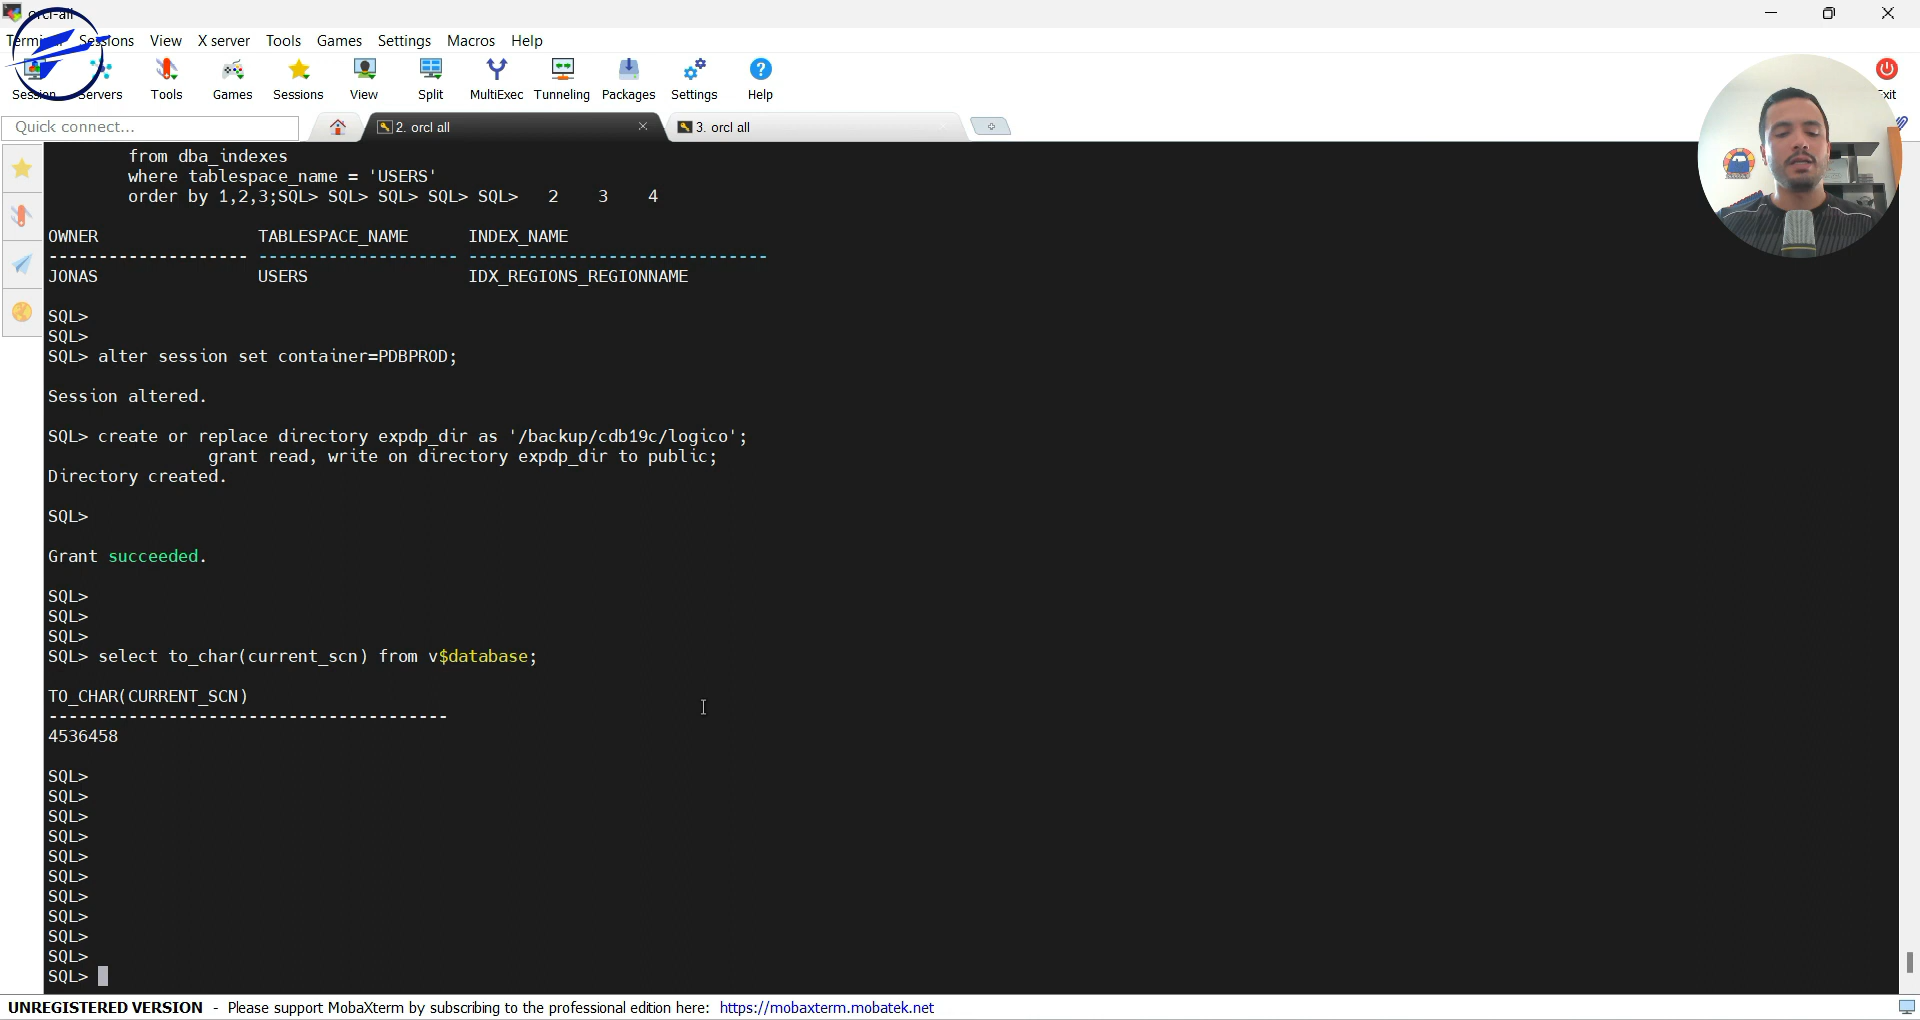 orcl-all
Terminal Sessions View X server Tools Games Settings Macros Help
Session Servers Tools Games Sessions View Split MultiExec Tunneling Packages Settings Help
Quick connect...
2. orcl all
3. orcl all
from dba_indexes
where tablespace_name = 'USERS'
order by 1,2,3;SQL> SQL> SQL> SQL> SQL>   2    3    4
OWNER TABLESPACE_NAME INDEX_NAME
-------------------- -------------------- ------------------------------
JONAS USERS IDX_REGIONS_REGIONNAME
SQL>
SQL>
SQL> alter session set container=PDBPROD;
Session altered.
SQL> create or replace directory expdp_dir as '/backup/cdb19c/logico';
grant read, write on directory expdp_dir to public;
Directory created.
SQL>
Grant succeeded.
SQL>
SQL>
SQL>
SQL> select to_char(current_scn) from v$database;
TO_CHAR(CURRENT_SCN)
----------------------------------------
4536458
SQL>
SQL>
SQL>
SQL>
SQL>
SQL>
SQL>
SQL>
SQL>
SQL>
SQL>
UNREGISTERED VERSION - Please support MobaXterm by subscribing to the professional edition here: https://mobaxterm.mobatek.net